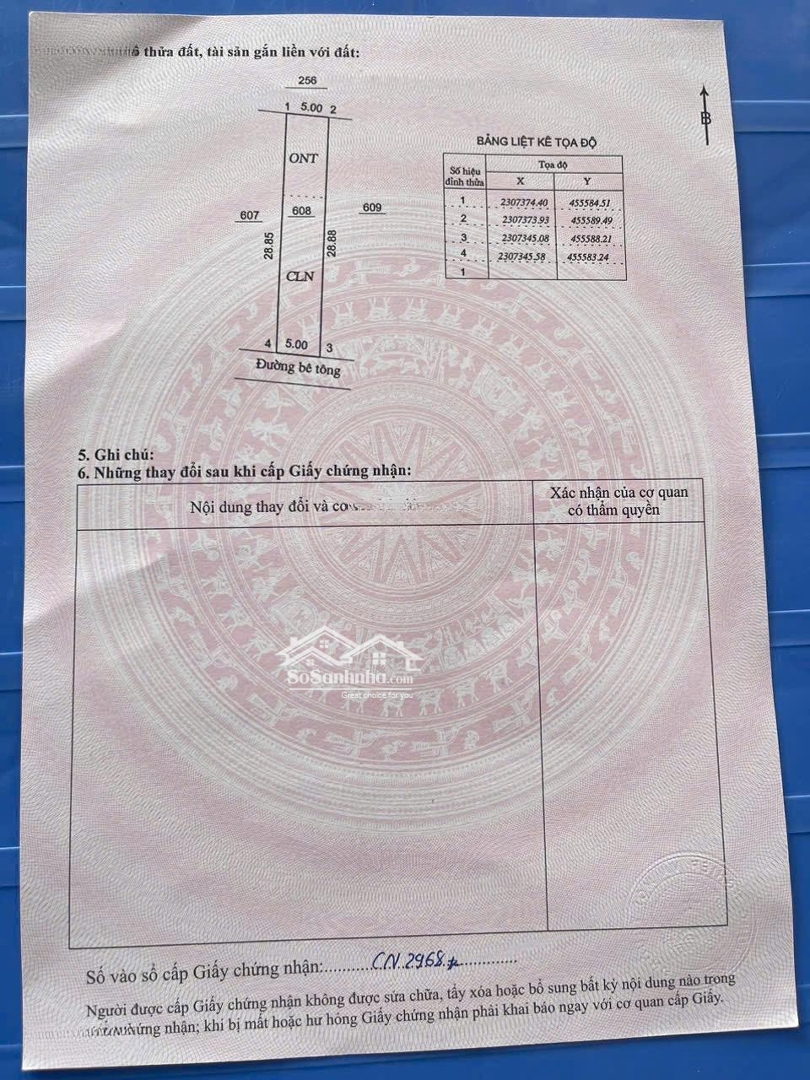 ồ thửa đất, tài sản gắn liền với đất:
256
1 5.00 2
ONT
607
608
609
28.85
28.88
CLN
4 5.00 3
Đường bê tông
B
BẢNG LIỆT KÊ TỌA ĐỘ
Số hiệu đỉnh thửa
Tọa độ
X Y
1 2307374.40 455584.51
2 2307373.93 455589.49
3 2307345.08 455588.21
4 2307345.58 455583.24
1
5. Ghi chú:
6. Những thay đổi sau khi cấp Giấy chứng nhận:
Nội dung thay đổi và cơ
Xác nhận của cơ quan
có thẩm quyền
SoSanhnha.com
Great choice for you
Số vào sổ cấp Giấy chứng nhận:...........CN.2968.............
Người được cấp Giấy chứng nhận không được sửa chữa, tẩy xóa hoặc bổ sung bất kỳ nội dung nào trong
chứng nhận; khi bị mất hoặc hư hỏng Giấy chứng nhận phải khai báo ngay với cơ quan cấp Giấy.